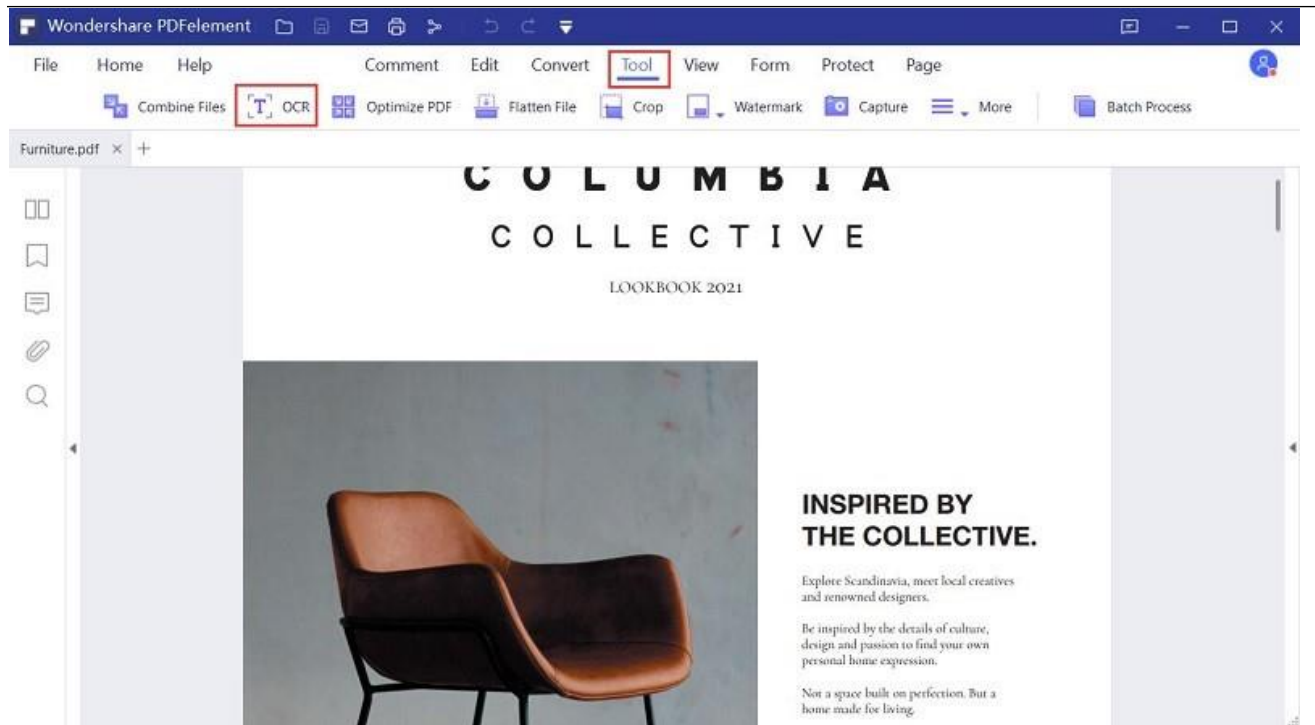 Wondershare PDFelement
File Home Help Comment Edit Convert Tool View Form Protect Page
Combine Files OCR Optimize PDF Flatten File Crop Watermark Capture More Batch Process
Furniture.pdf
COLUMBIA
COLLECTIVE
LOOKBOOK 2021
INSPIRED BY
THE COLLECTIVE.
Explore Scandinavia, meet local creatives
and renowned designers.
Be inspired by the details of culture,
design and passion to find your own
personal home expression.
Not a space built on perfection. But a
home made for living.